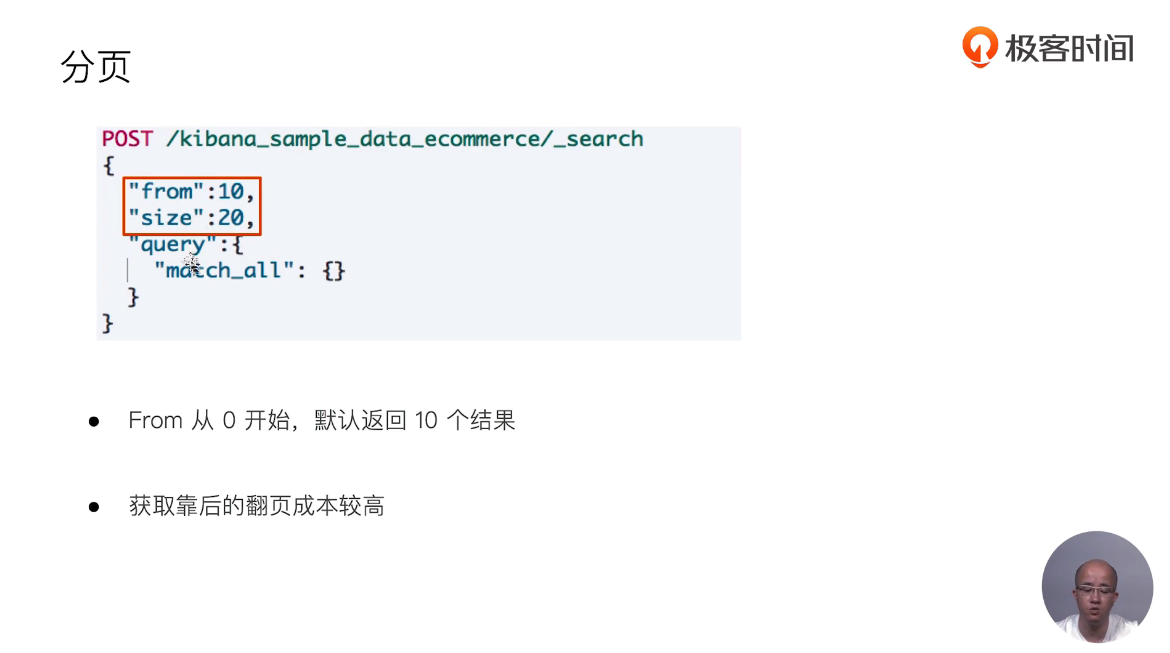 分页
极客时间
POST /kibana_sample_data_ecommerce/_search
{
"from":10,
"size":20,
"query":{
"match_all": {}
}
}
● From 从 0 开始，默认返回 10 个结果
● 获取靠后的翻页成本较高